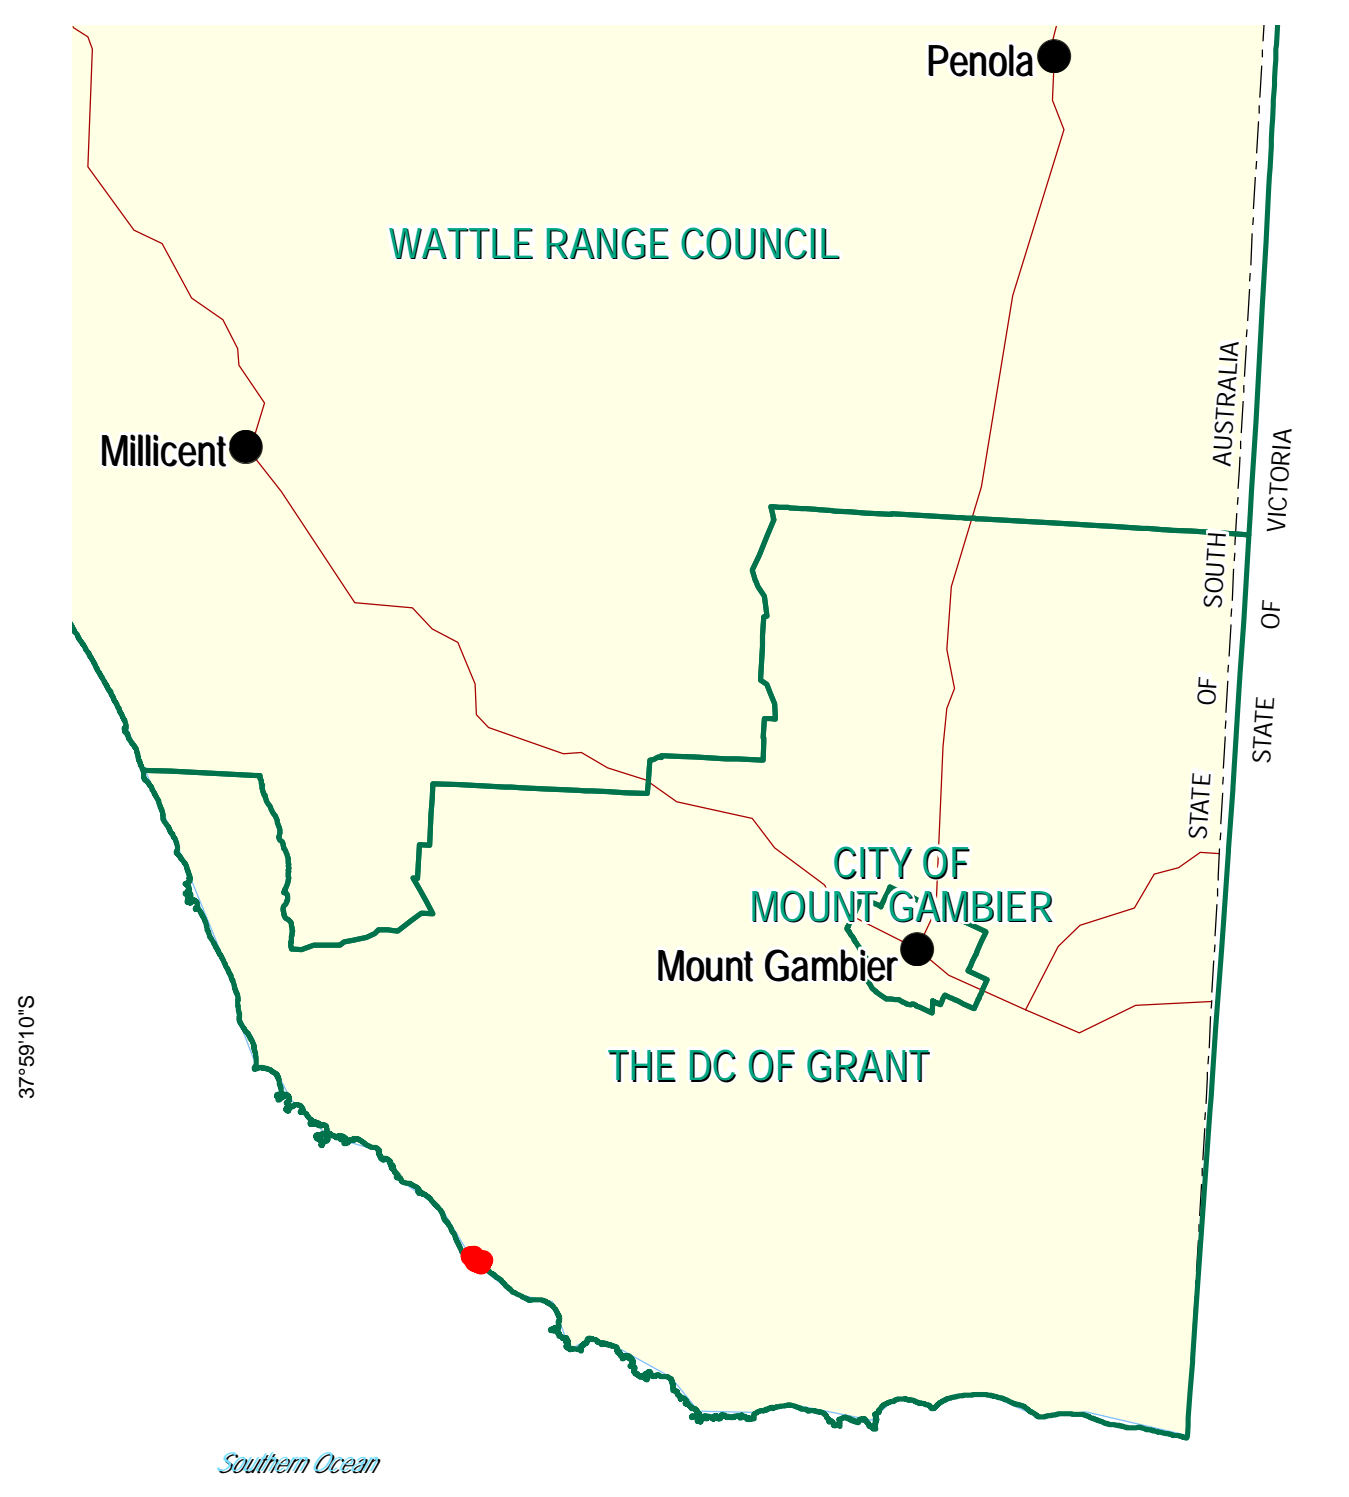 Penola
WATTLE RANGE COUNCIL
Millicent
STATE OF SOUTH AUSTRALIA
STATE OF VICTORIA
CITY OF
MOUNT GAMBIER
Mount Gambier
THE DC OF GRANT
37°59'10"S
Southern Ocean